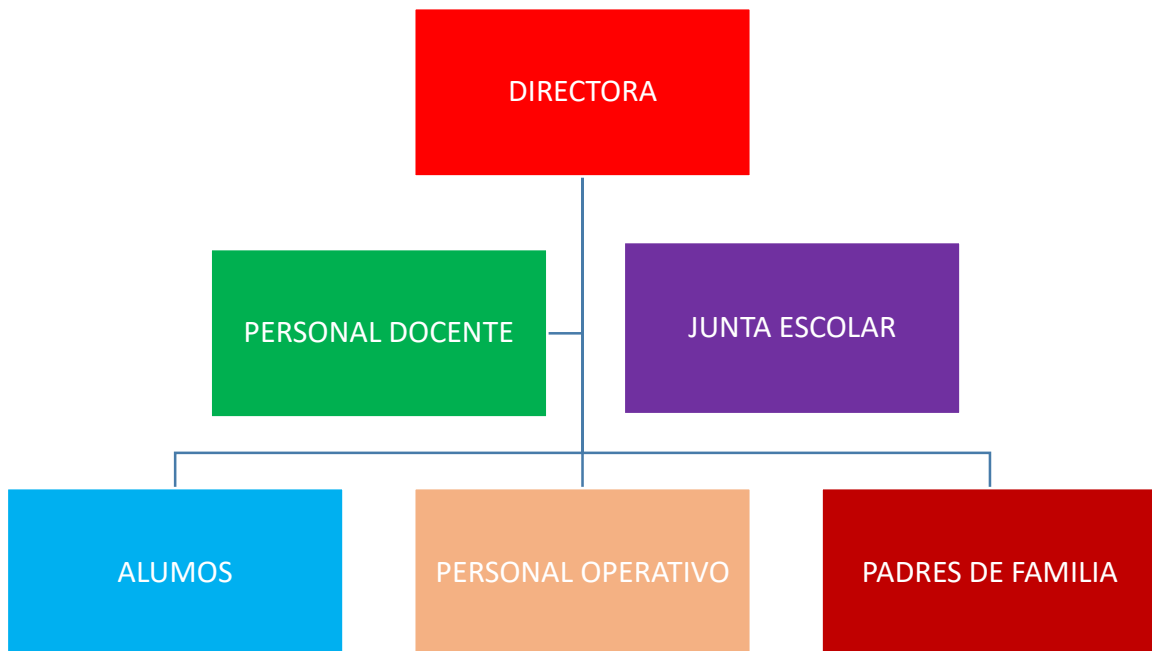 DIRECTORA
PERSONAL DOCENTE
JUNTA ESCOLAR
ALUMOS
PERSONAL OPERATIVO
PADRES DE FAMILIA